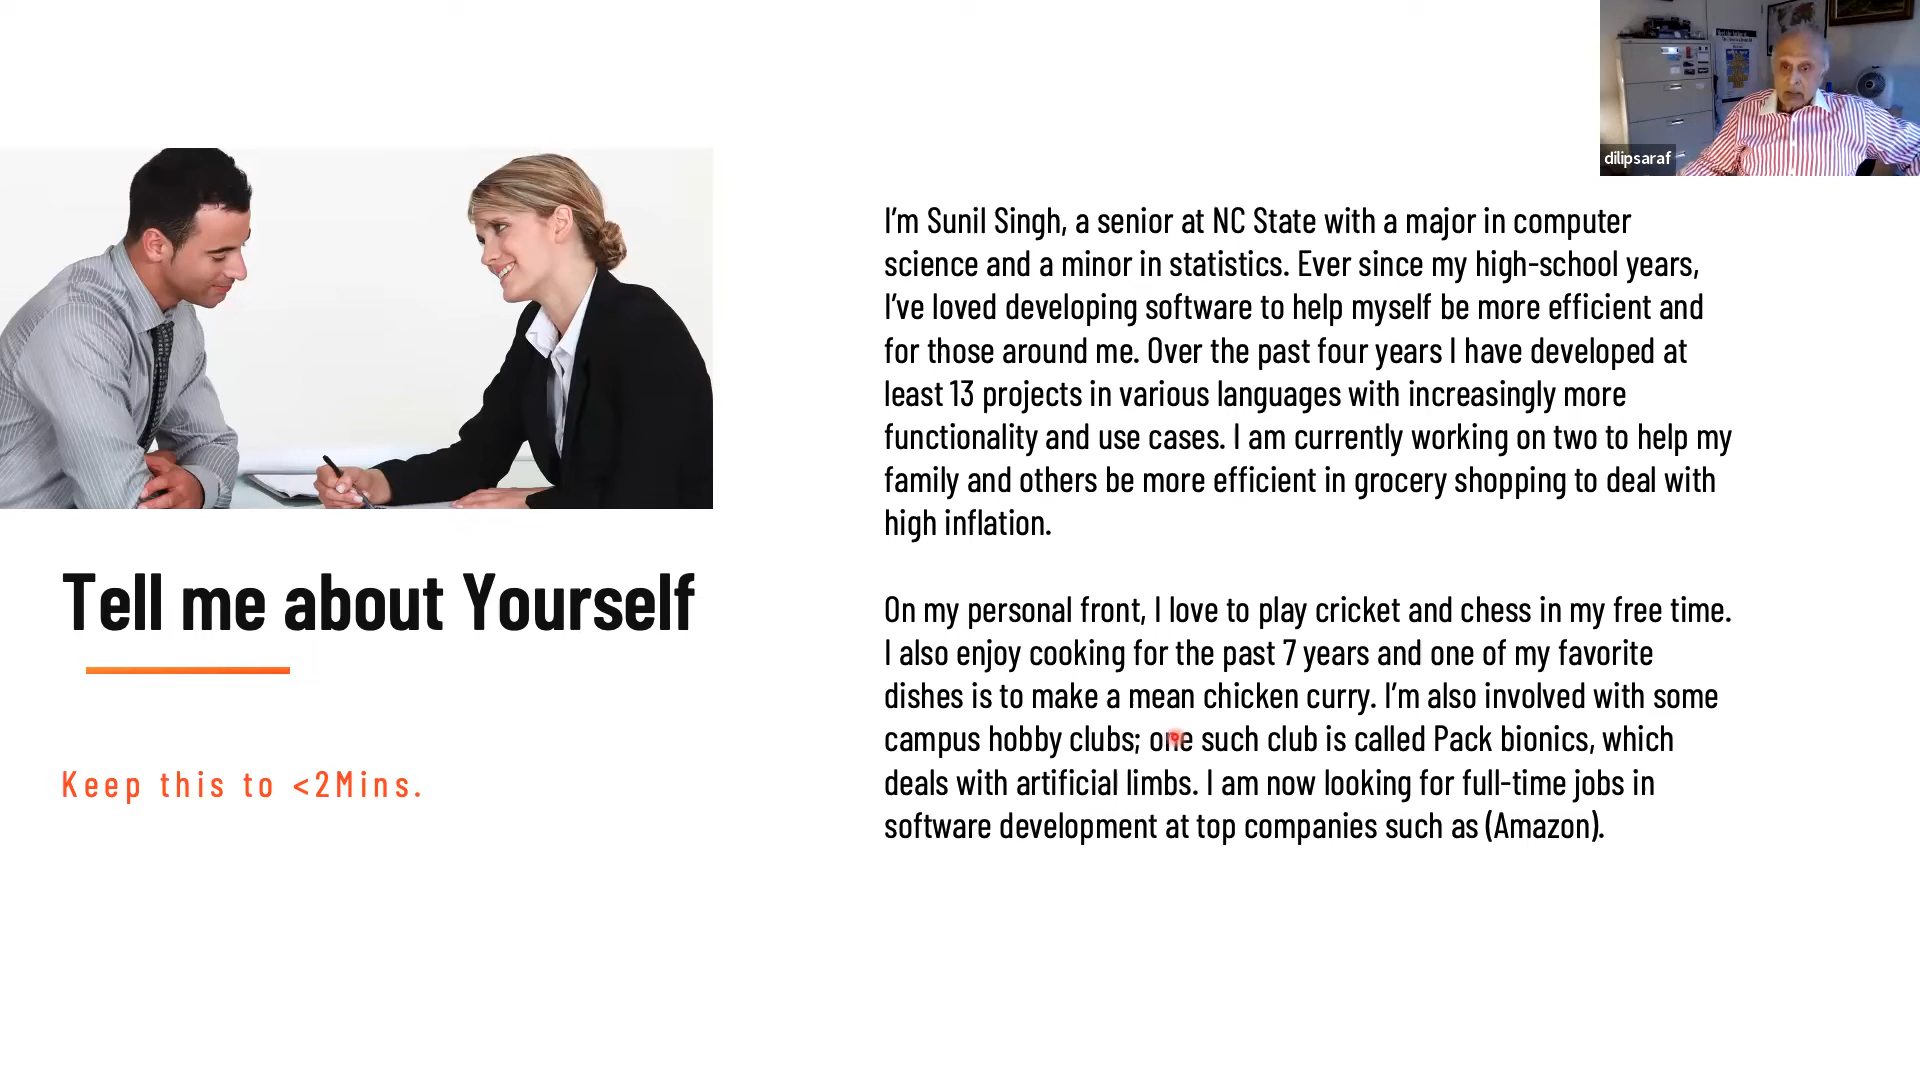 dilipsaraf
I’m Sunil Singh, a senior at NC State with a major in computer
science and a minor in statistics. Ever since my high-school years,
I’ve loved developing software to help myself be more efficient and
for those around me. Over the past four years I have developed at
least 13 projects in various languages with increasingly more
functionality and use cases. I am currently working on two to help my
family and others be more efficient in grocery shopping to deal with
high inflation.
On my personal front, I love to play cricket and chess in my free time.
I also enjoy cooking for the past 7 years and one of my favorite
dishes is to make a mean chicken curry. I’m also involved with some
campus hobby clubs; one such club is called Pack bionics, which
deals with artificial limbs. I am now looking for full-time jobs in
software development at top companies such as (Amazon).
Tell me about Yourself
Keep this to <2Mins.